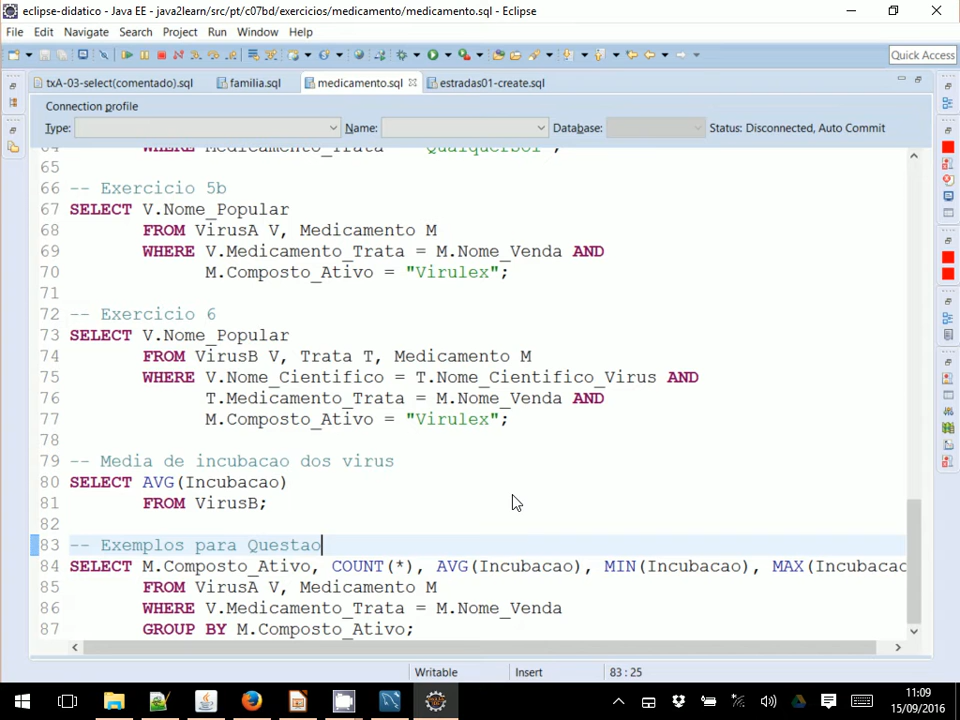 eclipse-didatico - Java EE - java2learn/src/pt/c07bd/exercicios/medicamento/medicamento.sql - Eclipse
File Edit Navigate Search Project Run Window Help
Quick Access
txA-03-select(comentado).sql familia.sql medicamento.sql estradas01-create.sql
Connection profile
Type: Name: Database: Status: Disconnected, Auto Commit
64 WHERE Medicamento_Trata = "QualquerSol";
65
66 -- Exercicio 5b
67 SELECT V.Nome_Popular
68 FROM VirusA V, Medicamento M
69 WHERE V.Medicamento_Trata = M.Nome_Venda AND
70 M.Composto_Ativo = "Virulex";
71
72 -- Exercicio 6
73 SELECT V.Nome_Popular
74 FROM VirusB V, Trata T, Medicamento M
75 WHERE V.Nome_Cientifico = T.Nome_Cientifico_Virus AND
76 T.Medicamento_Trata = M.Nome_Venda AND
77 M.Composto_Ativo = "Virulex";
78
79 -- Media de incubacao dos virus
80 SELECT AVG(Incubacao)
81 FROM VirusB;
82
83 -- Exemplos para Questao
84 SELECT M.Composto_Ativo, COUNT(*), AVG(Incubacao), MIN(Incubacao), MAX(Incubacao
85 FROM VirusA V, Medicamento M
86 WHERE V.Medicamento_Trata = M.Nome_Venda
87 GROUP BY M.Composto_Ativo;
Writable Insert 83 : 25
11:09
15/09/2016